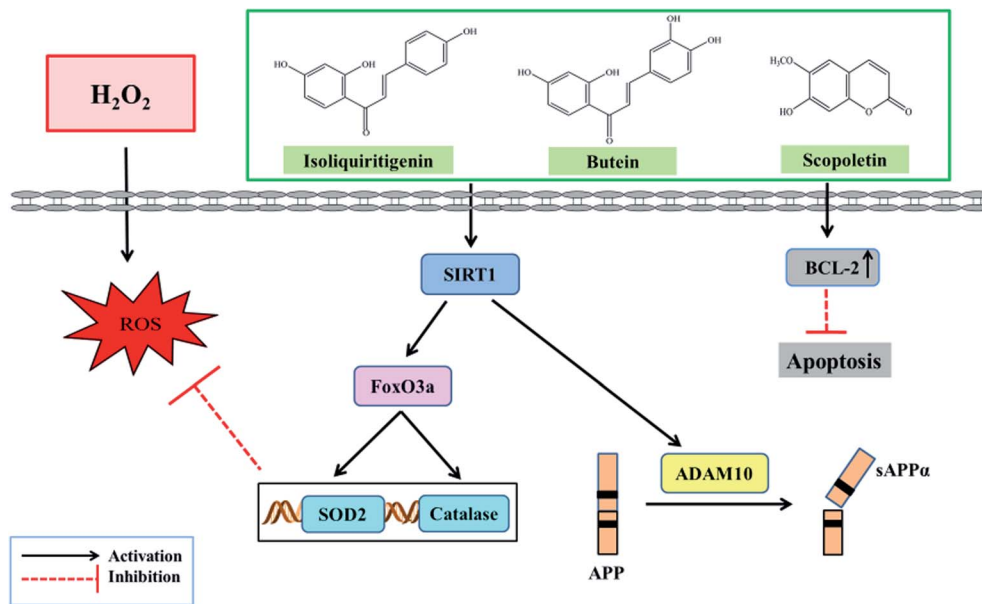 H₂O₂
OH
HO
OH
O
Isoliquiritigenin
OH
OH
HO
OH
O
Butein
H₃CO
HO
O
O
Scopoletin
SIRT1
BCL-2
ROS
Apoptosis
FoxO3a
ADAM10
sAPPα
SOD2
Catalase
APP
Activation
Inhibition